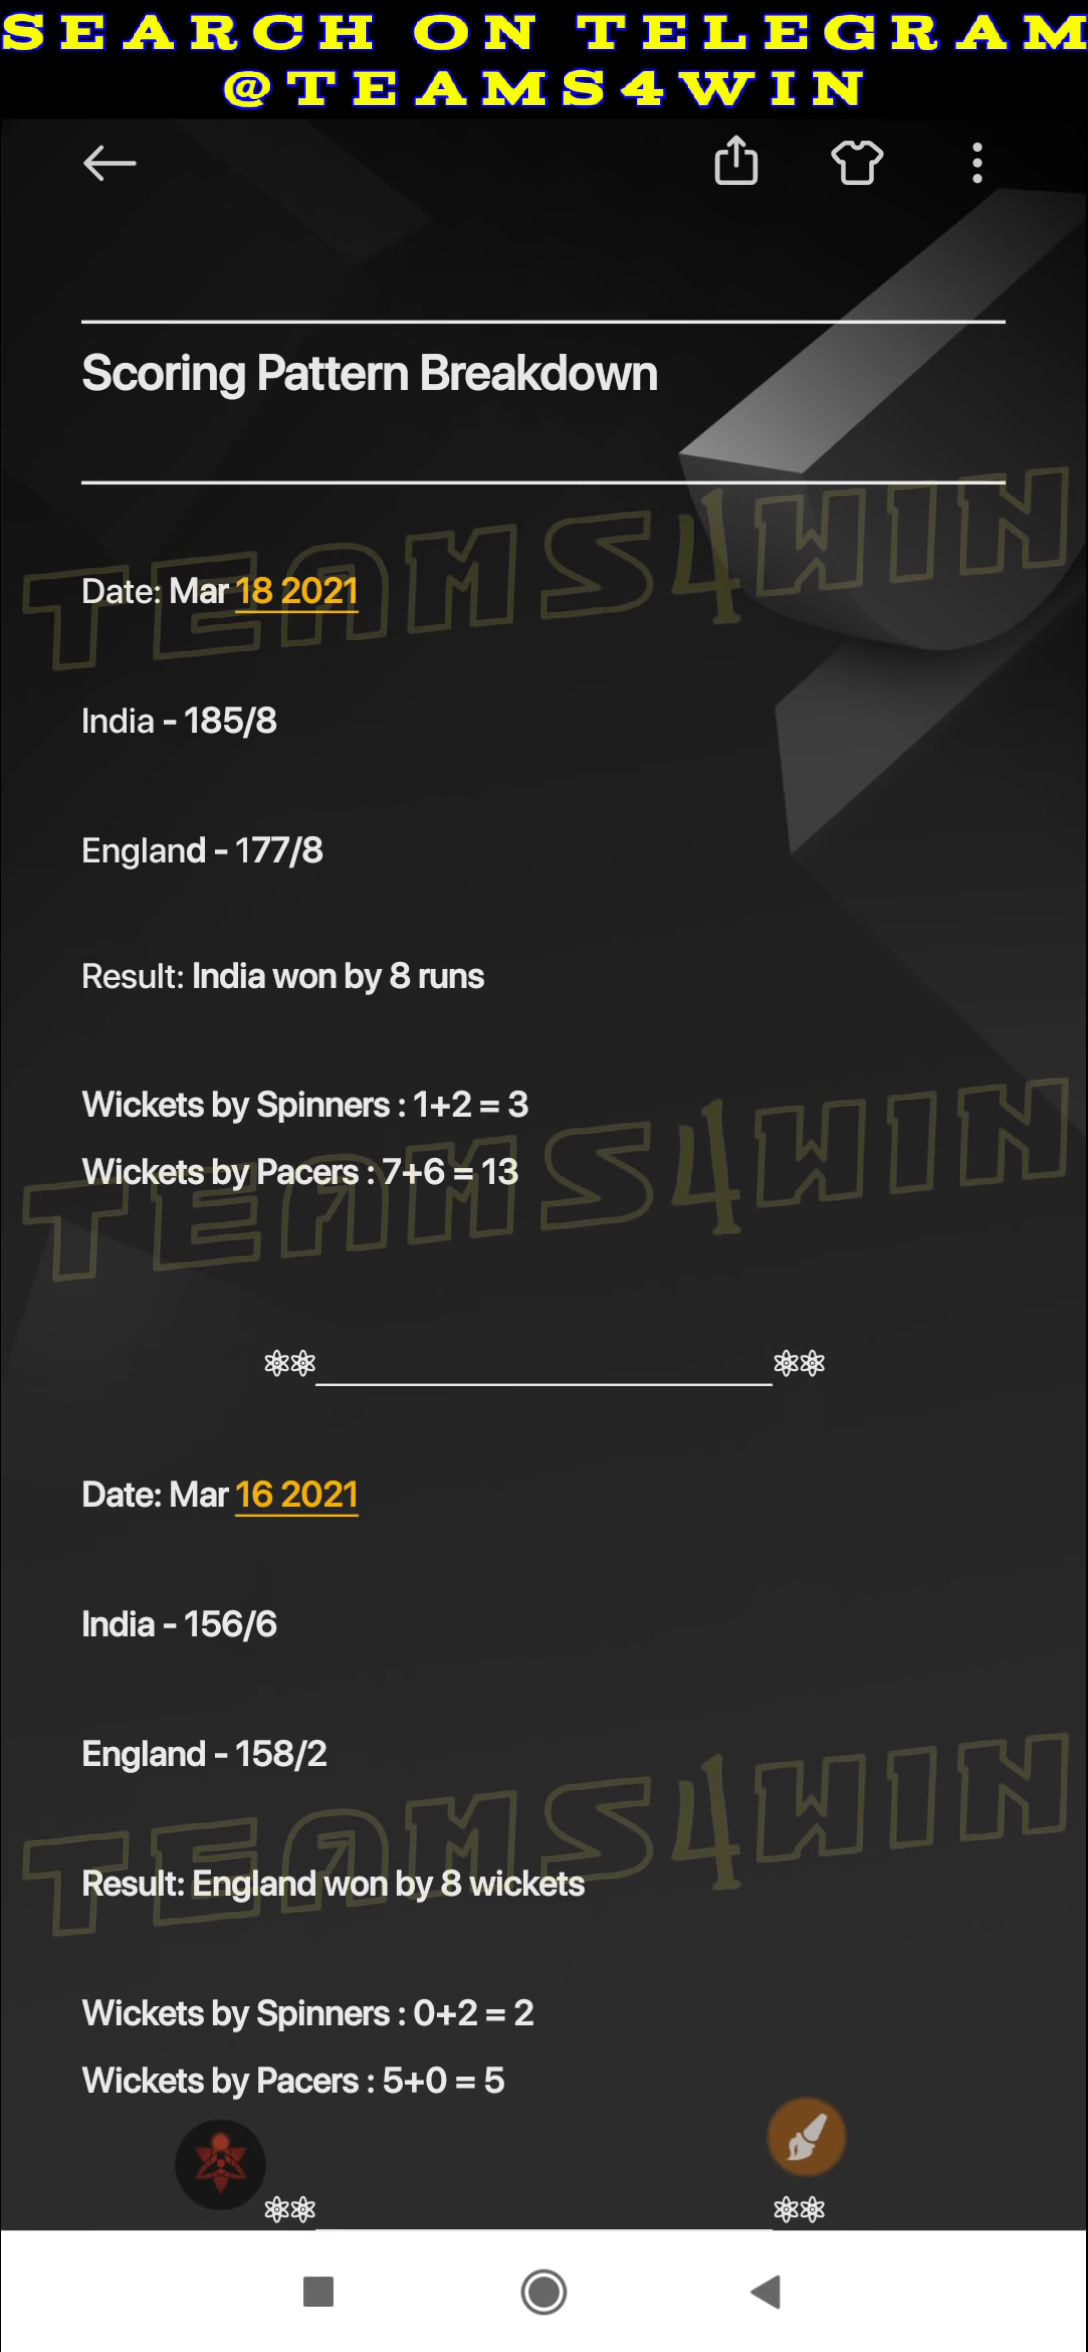 SEARCH ON TELEGRAM
@TEAMS4WIN
Scoring Pattern Breakdown
TEAMS4WIN
Date: Mar 18 2021
India - 185/8
England - 177/8
Result: India won by 8 runs
Wickets by Spinners : 1+2 = 3
Wickets by Pacers : 7+6 = 13
TEAMS4WIN
Date: Mar 16 2021
India - 156/6
England - 158/2
TEAMS4WIN
Result: England won by 8 wickets
Wickets by Spinners : 0+2 = 2
Wickets by Pacers : 5+0 = 5